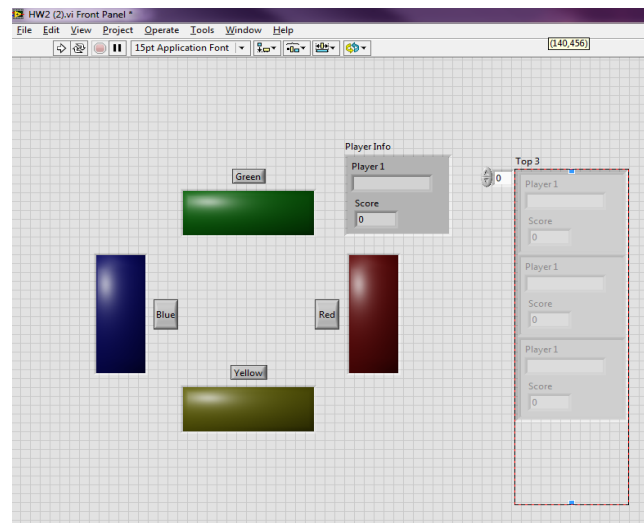 HW2 (2).vi Front Panel *
File Edit View Project Operate Tools Window Help
15pt Application Font
(140,456)
Player Info
Player 1
Score
0
Top 3
0
Player 1
Score
0
Player 1
Score
0
Player 1
Score
0
Green
Blue
Red
Yellow